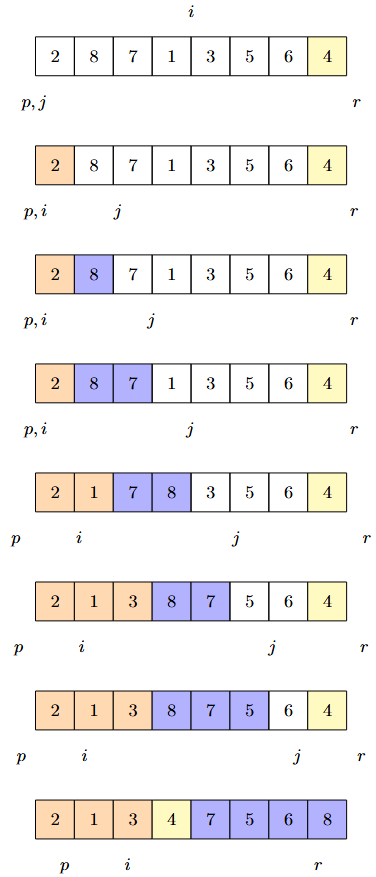 i
2 8 7 1 3 5 6 4
p, j r
2 8 7 1 3 5 6 4
p, i j r
2 8 7 1 3 5 6 4
p, i j r
2 8 7 1 3 5 6 4
p, i j r
2 1 7 8 3 5 6 4
p i j r
2 1 3 8 7 5 6 4
p i j r
2 1 3 8 7 5 6 4
p i j r
2 1 3 4 7 5 6 8
p i r